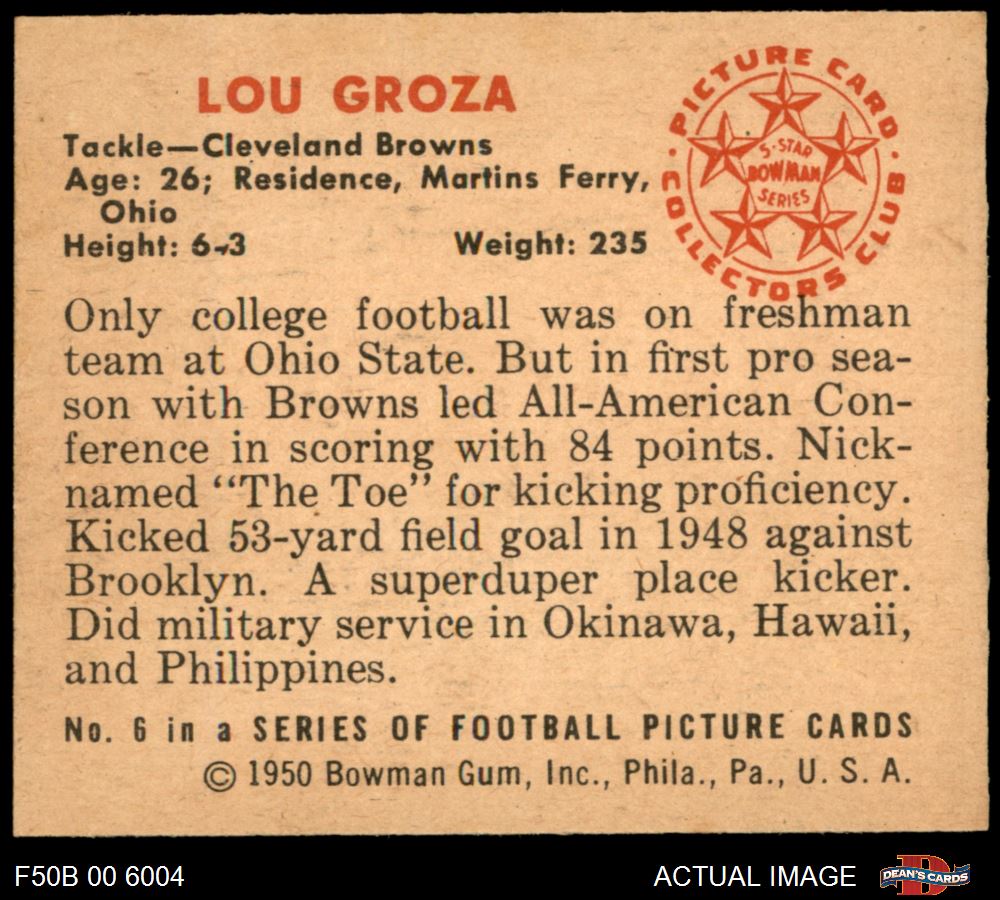 LOU GROZA
Tackle—Cleveland Browns
Age: 26; Residence, Martins Ferry,
Ohio
Height: 6-3 Weight: 235
PICTURE CARD
COLLECTORS CLUB
5-STAR
BOWMAN
SERIES
Only college football was on freshman
team at Ohio State. But in first pro sea-
son with Browns led All-American Con-
ference in scoring with 84 points. Nick-
named "The Toe" for kicking proficiency.
Kicked 53-yard field goal in 1948 against
Brooklyn. A superduper place kicker.
Did military service in Okinawa, Hawaii,
and Philippines.
No. 6 in a SERIES OF FOOTBALL PICTURE CARDS
© 1950 Bowman Gum, Inc., Phila., Pa., U. S. A.
F50B 00 6004 ACTUAL IMAGE
D
DEAN'S CARDS